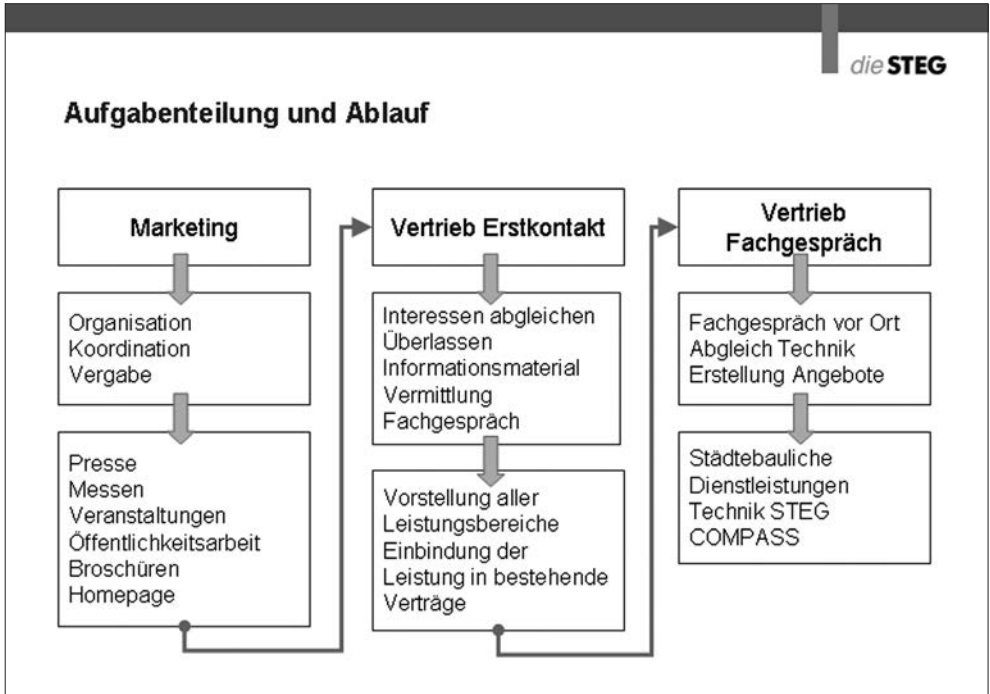 die STEG
Aufgabenteilung und Ablauf
Marketing
Organisation
Koordination
Vergabe
Presse
Messen
Veranstaltungen
Öffentlichkeitsarbeit
Broschüren
Homepage
Vertrieb Erstkontakt
Interessen abgleichen
Überlassen
Informationsmaterial
Vermittlung
Fachgespräch
Vorstellung aller
Leistungsbereiche
Einbindung der
Leistung in bestehende
Verträge
Vertrieb
Fachgespräch
Fachgespräch vor Ort
Abgleich Technik
Erstellung Angebote
Städtebauliche
Dienstleistungen
Technik STEG
COMPASS